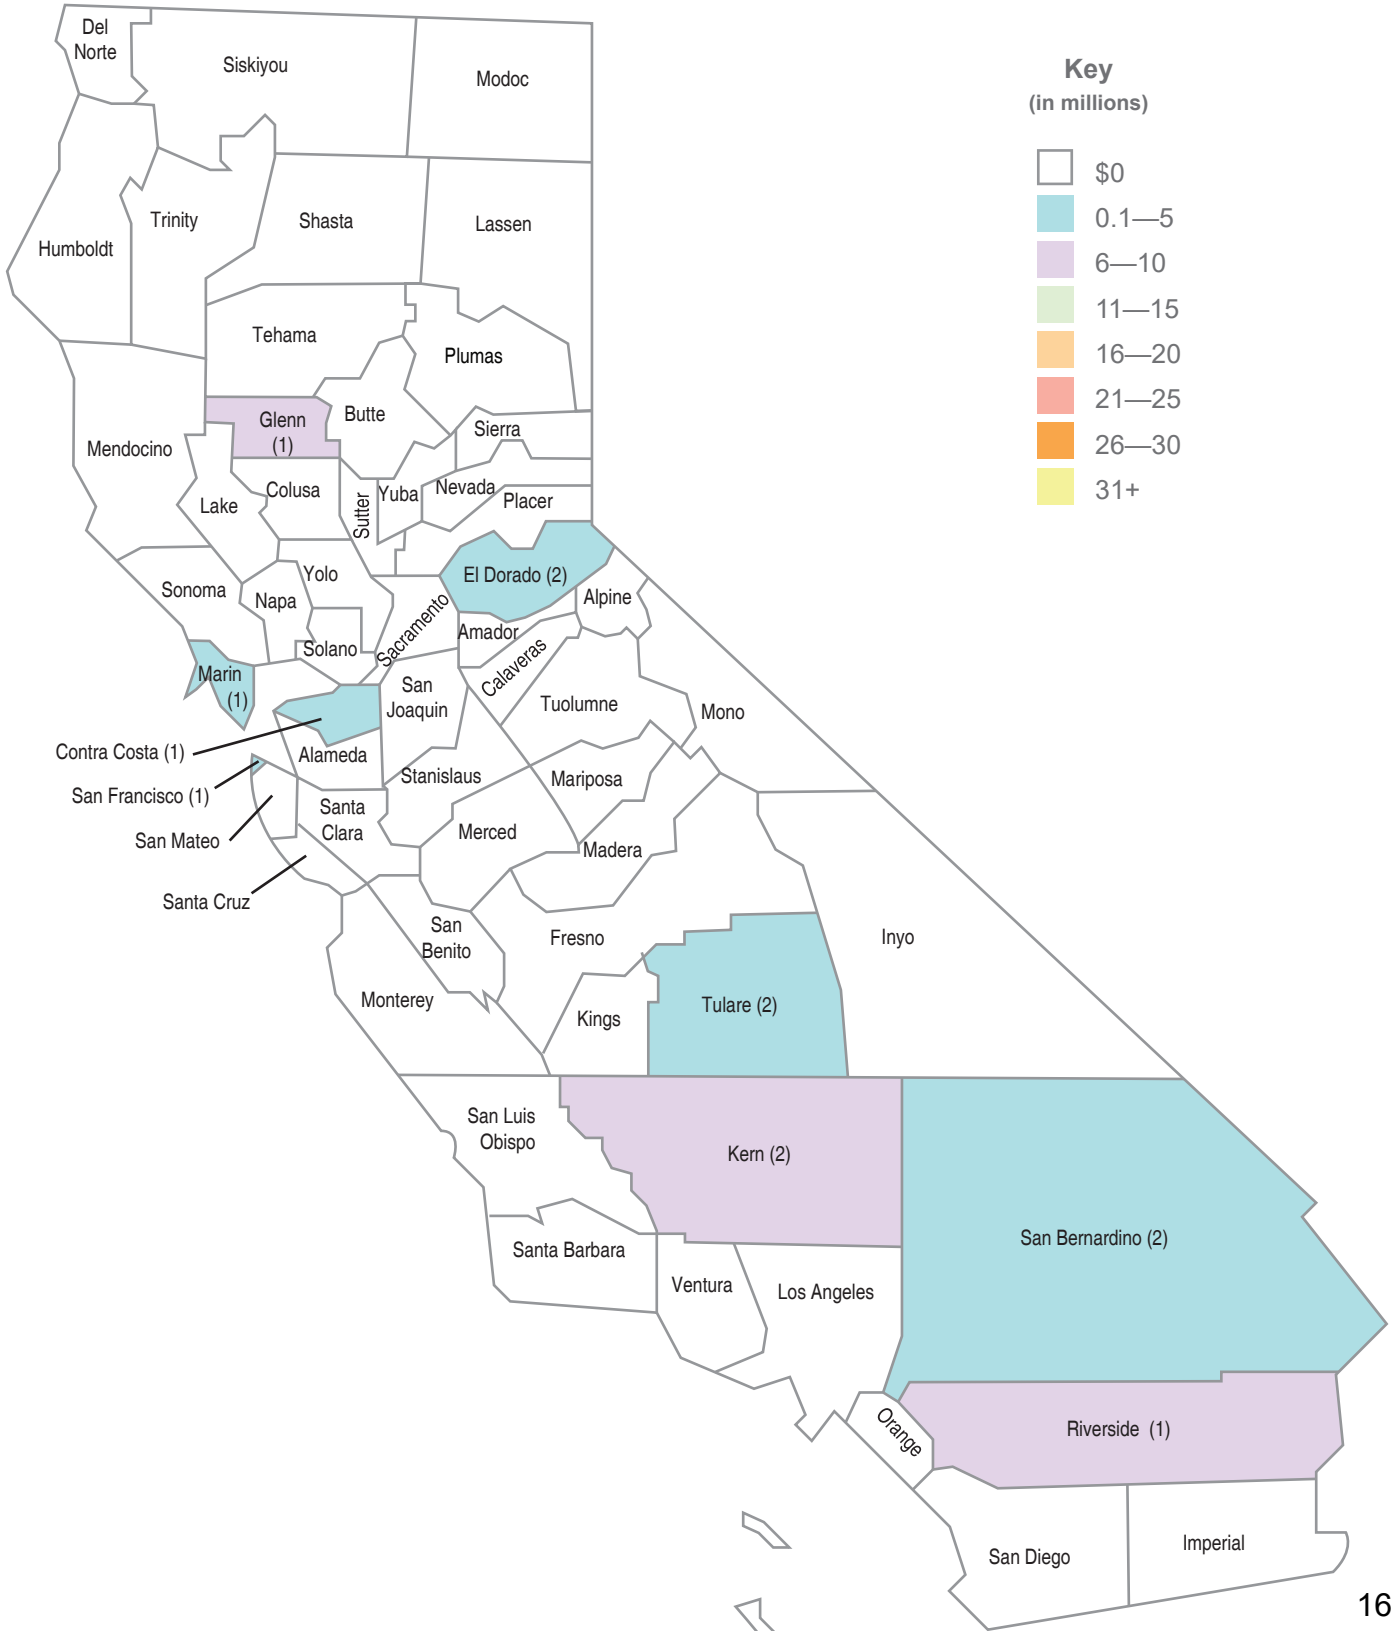 Del
Norte
Siskiyou
Modoc
Key
(in millions)
$0
0.1—5
6—10
11—15
16—20
21—25
26—30
31+
Humboldt
Trinity
Shasta
Lassen
Tehama
Plumas
Mendocino
Glenn
(1)
Butte
Sierra
Lake
Colusa
Sutter
Yuba
Nevada
Placer
Sonoma
Napa
Yolo
El Dorado (2)
Alpine
Solano
Sacramento
Amador
Calaveras
Marin
(1)
San
Joaquin
Tuolumne
Mono
Contra Costa (1)
Alameda
Stanislaus
Mariposa
San Francisco (1)
San Mateo
Santa
Clara
Merced
Madera
Santa Cruz
San
Benito
Fresno
Inyo
Monterey
Kings
Tulare (2)
San Luis
Obispo
Kern (2)
San Bernardino (2)
Santa Barbara
Ventura
Los Angeles
Orange
Riverside (1)
San Diego
Imperial
16